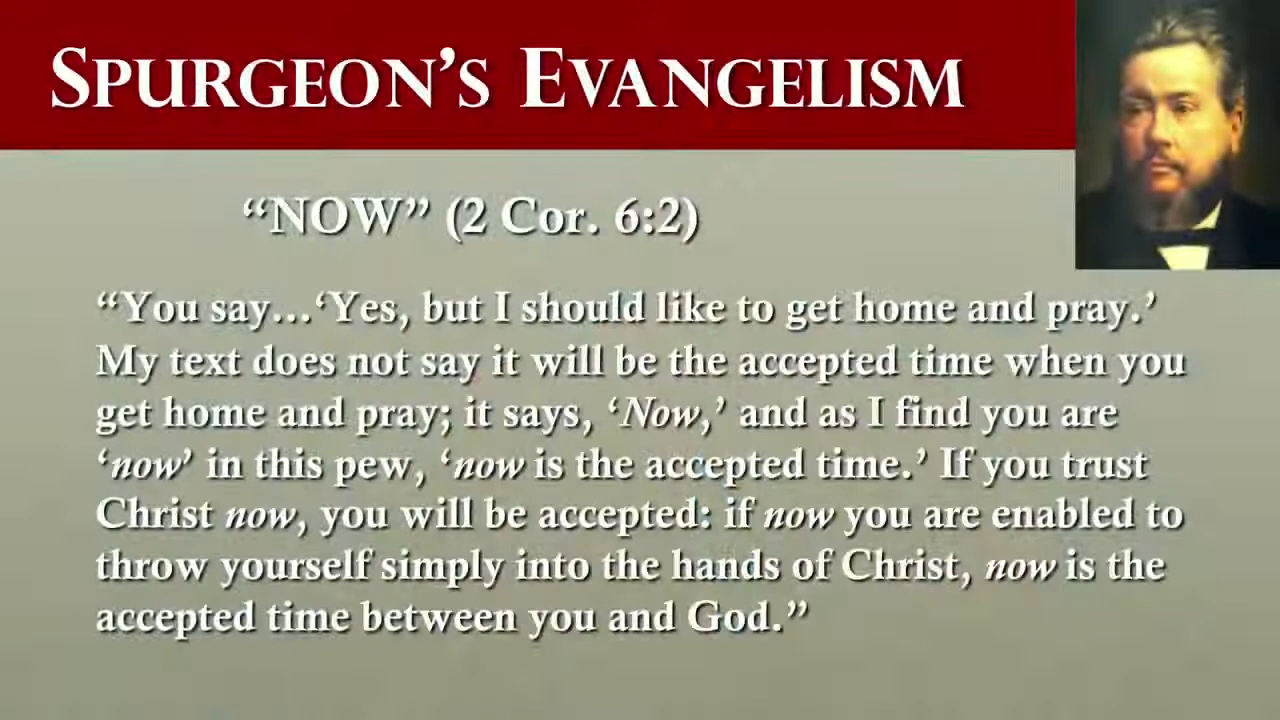 SPURGEON’S EVANGELISM
“NOW” (2 Cor. 6:2)
“You say…‘Yes, but I should like to get home and pray.’
My text does not say it will be the accepted time when you
get home and pray; it says, ‘Now,’ and as I find you are
‘now’ in this pew, ‘now is the accepted time.’ If you trust
Christ now, you will be accepted: if now you are enabled to
throw yourself simply into the hands of Christ, now is the
accepted time between you and God.”